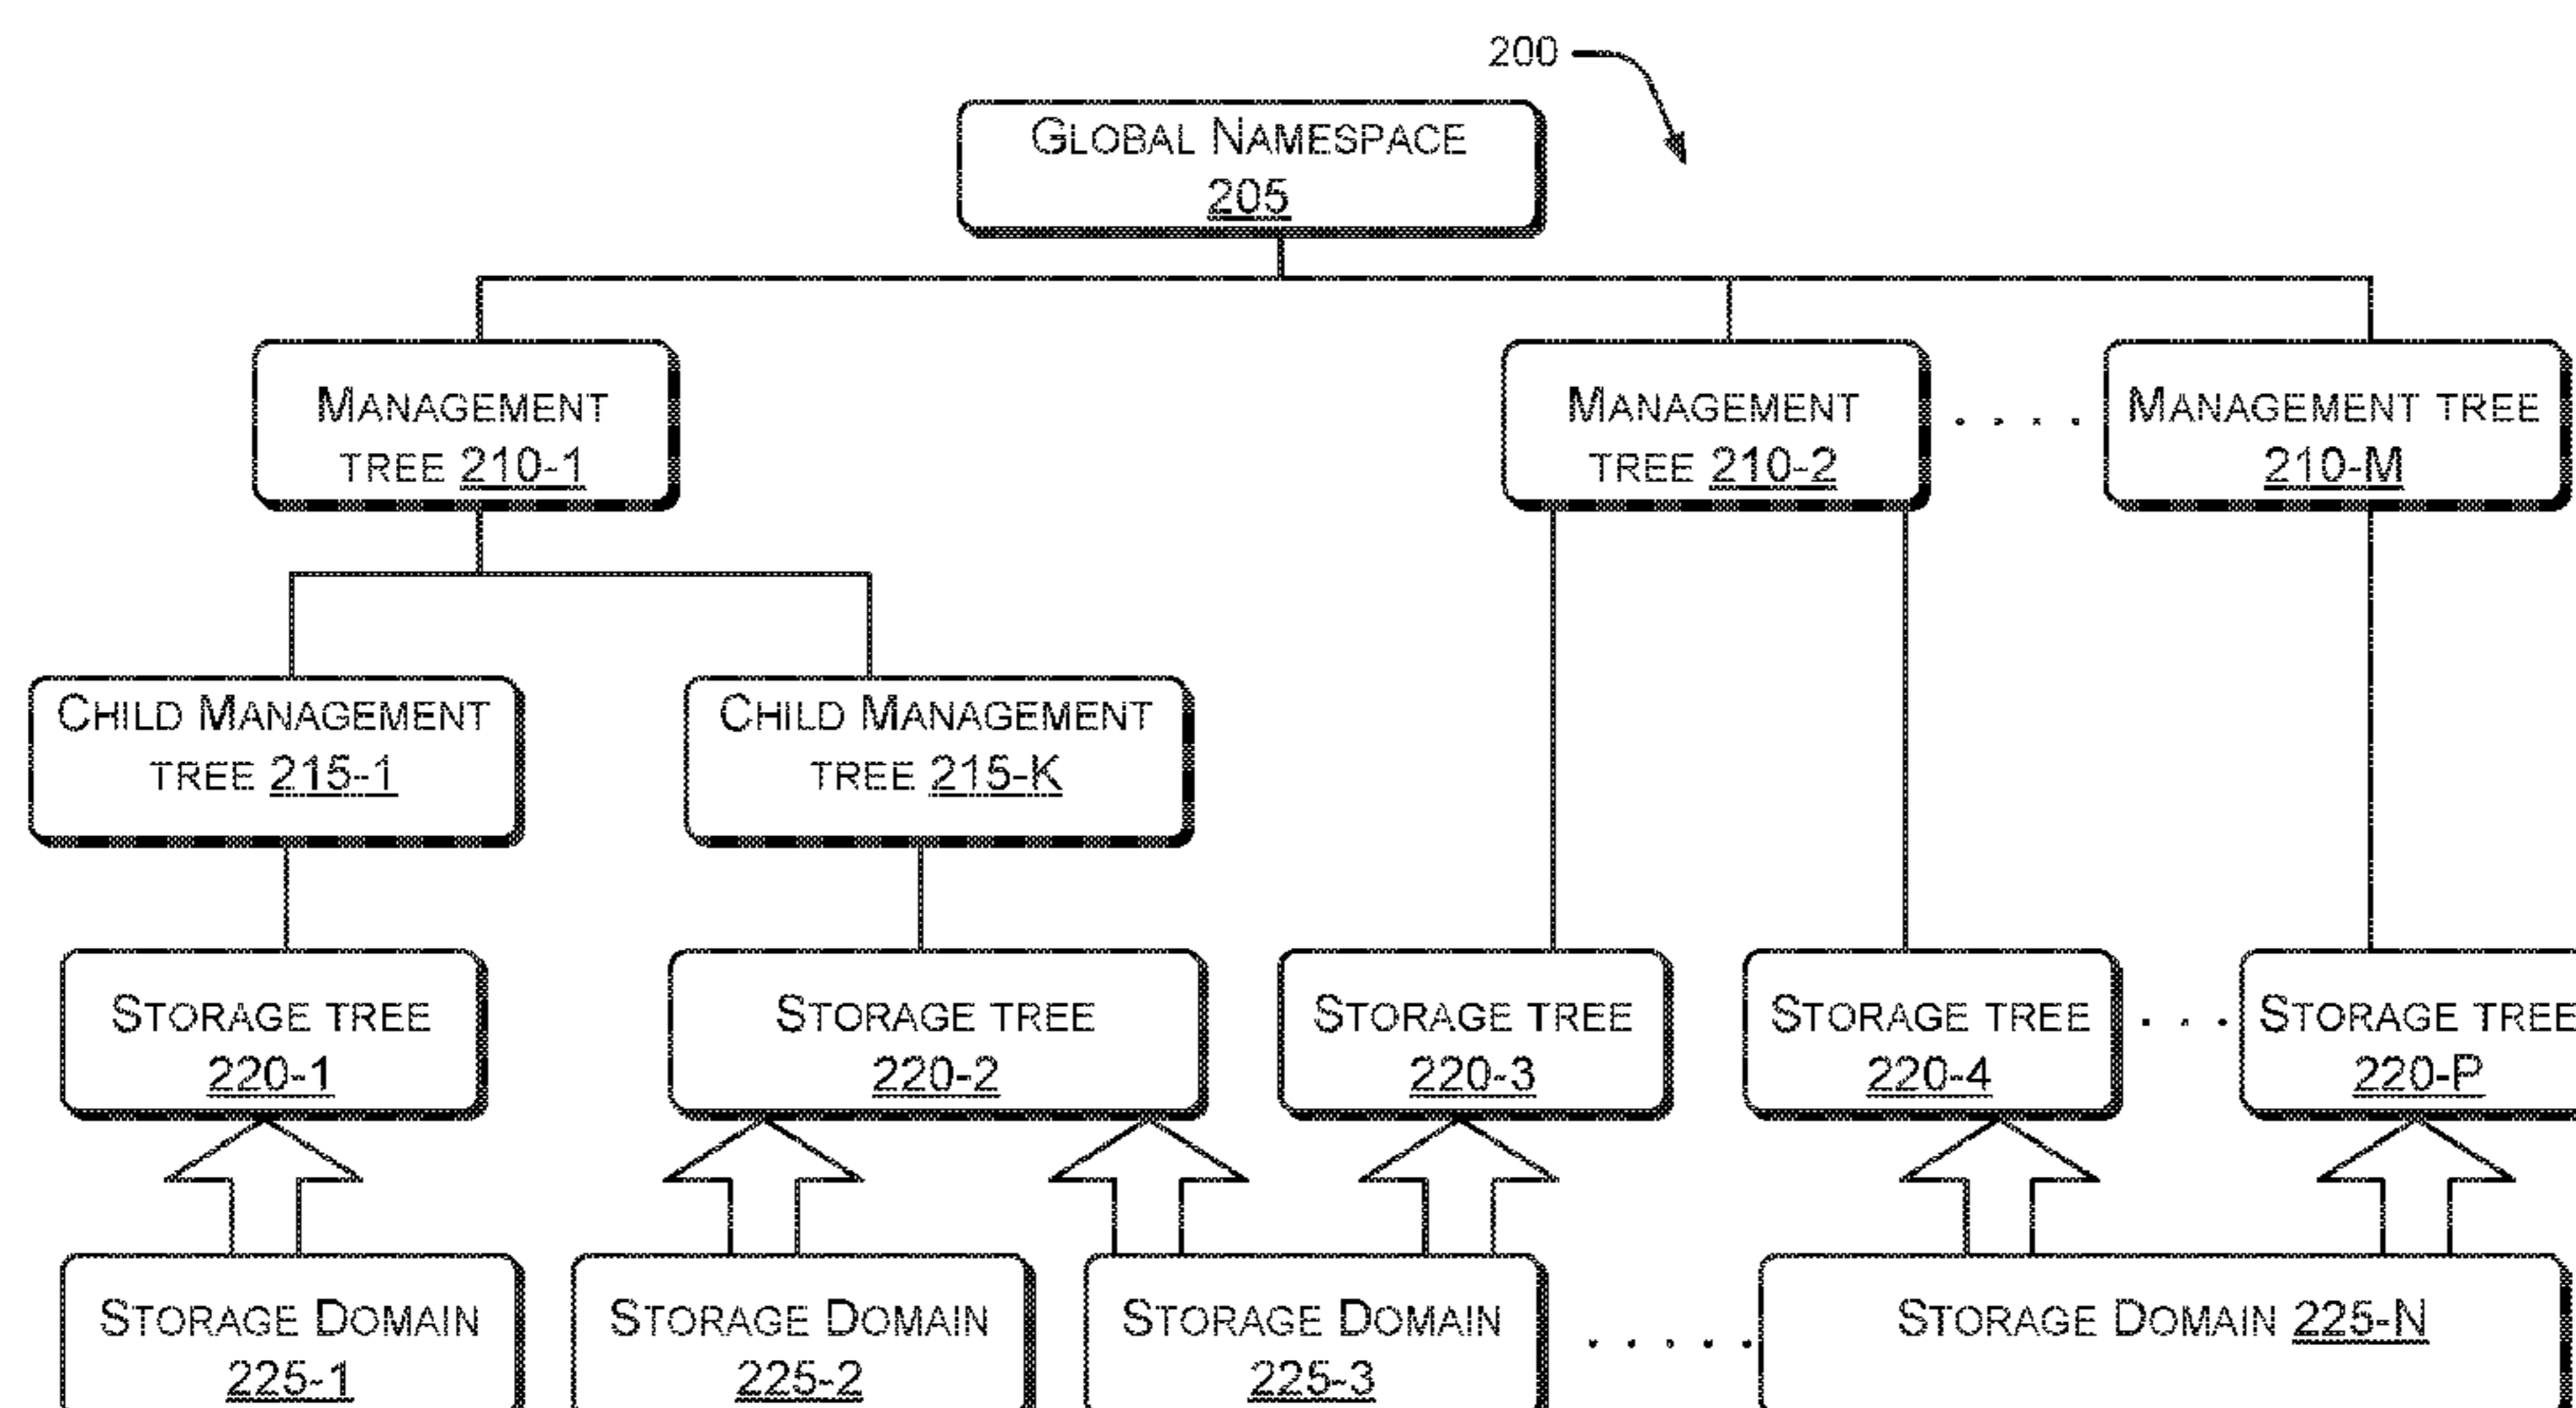 200
GLOBAL NAMESPACE
205
MANAGEMENT
TREE 210-1
MANAGEMENT
TREE 210-2
. . . .
MANAGEMENT TREE
210-M
CHILD MANAGEMENT
TREE 215-1
CHILD MANAGEMENT
TREE 215-K
STORAGE TREE
220-1
STORAGE TREE
220-2
STORAGE TREE
220-3
STORAGE TREE
220-4
. . .
STORAGE TREE
220-P
STORAGE DOMAIN
225-1
STORAGE DOMAIN
225-2
STORAGE DOMAIN
225-3
. . . . .
STORAGE DOMAIN 225-N